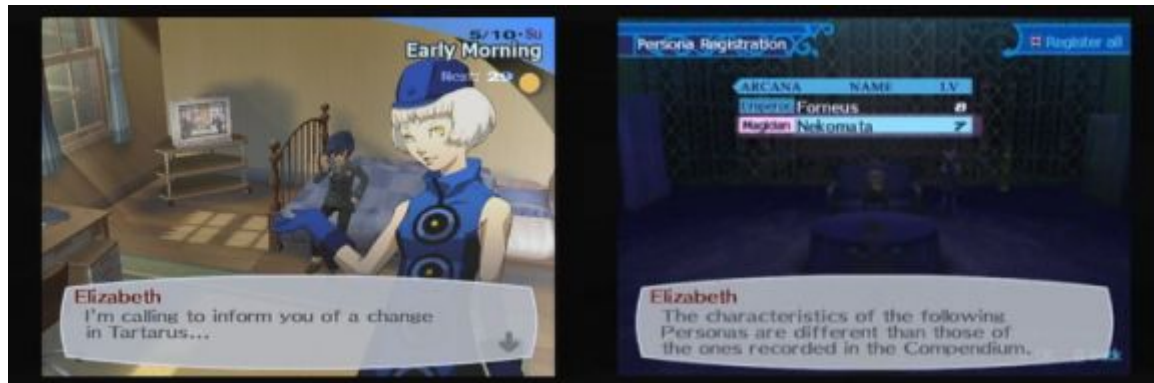 5/10·Su
Early Morning
Elizabeth
I'm calling to inform you of a change
in Tartarus...
Persona Registration
Register all
ARCANA NAME LV
Emperor Forneus 8
Magician Nekomata 7
Elizabeth
The characteristics of the following
Personas are different than those of
the ones recorded in the Compendium.